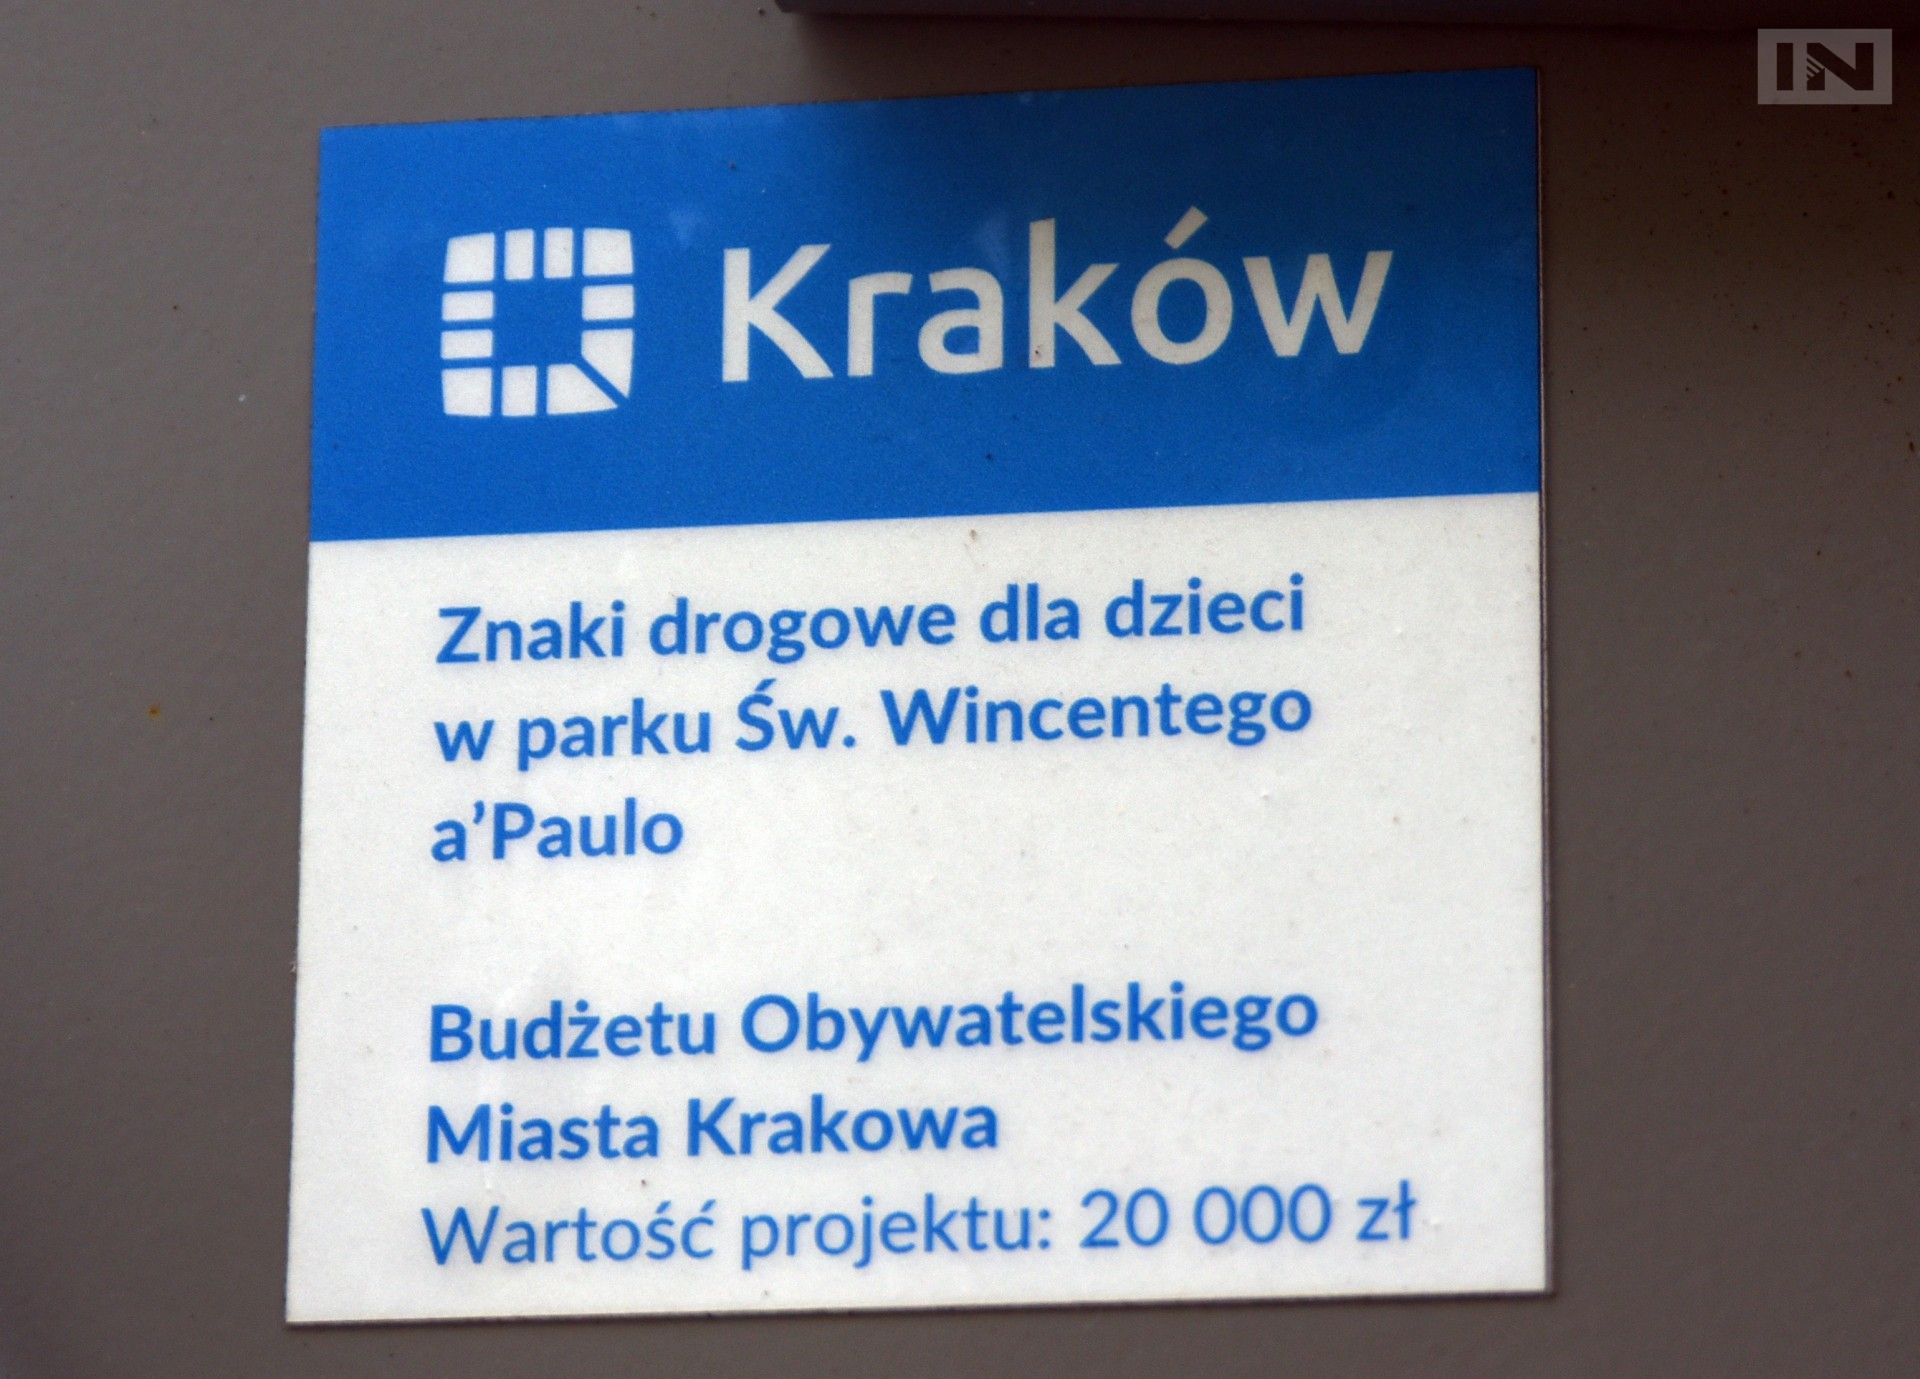 IN
Kraków
Znaki drogowe dla dzieci
w parku Św. Wincentego
a’Paulo
Budżetu Obywatelskiego
Miasta Krakowa
Wartość projektu: 20 000 zł